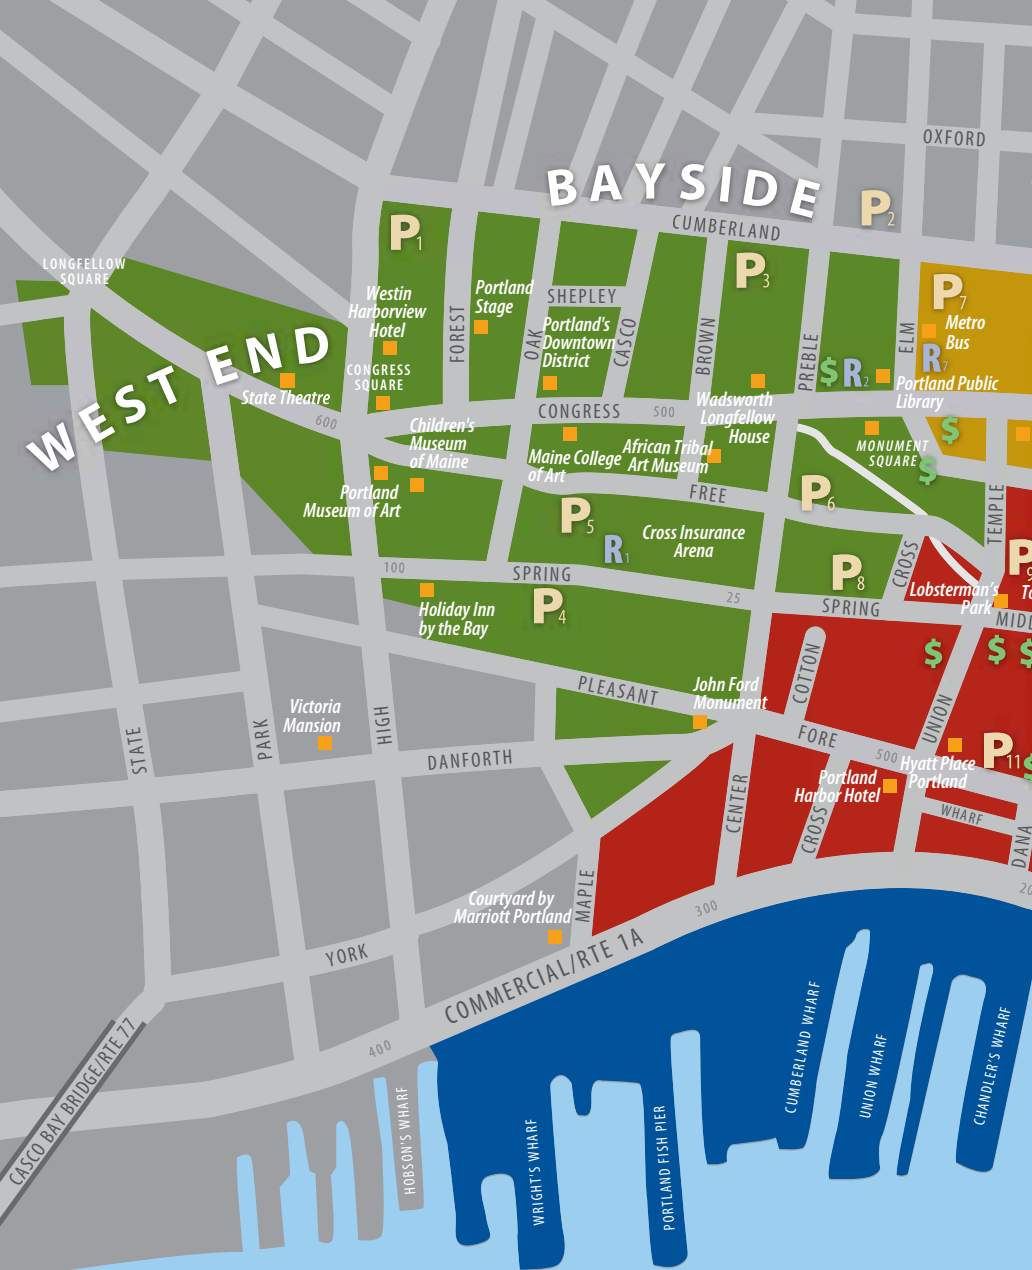 OXFORD
BAYSIDE
P2
CUMBERLAND
P1
P3
LONGFELLOW
SQUARE
Westin
Harborview
Hotel
Portland
Stage
SHEPLEY
P7
Metro
Bus
R7
FOREST
OAK
Portland's
Downtown
District
CASCO
BROWN
PREBLE
ELM
$
R2
Portland Public
Library
WEST END
State Theatre
CONGRESS
SQUARE
600
CONGRESS
500
Wadsworth
Longfellow
House
Children's
Museum
of Maine
Maine College
of Art
African Tribal
Art Museum
MONUMENT
SQUARE
$
$
Portland
Museum of Art
FREE
P6
TEMPLE
P5
R1
Cross Insurance
Arena
CROSS
P9
100
SPRING
25
P8
SPRING
Lobsterman's
Park
To
MIDD
Holiday Inn
by the Bay
P4
$
$
$
COTTON
PLEASANT
John Ford
Monument
UNION
Victoria
Mansion
STATE
PARK
HIGH
DANFORTH
FORE
500
Hyatt Place
Portland
P11
$
Portland
Harbor Hotel
CENTER
CROSS
WHARF
DANA
Courtyard by
Marriott Portland
MAPLE
300
20
YORK
COMMERCIAL/RTE 1A
400
CASCO BAY BRIDGE/RTE 77
HOBSON'S WHARF
WRIGHT'S WHARF
PORTLAND FISH PIER
CUMBERLAND WHARF
UNION WHARF
CHANDLER'S WHARF